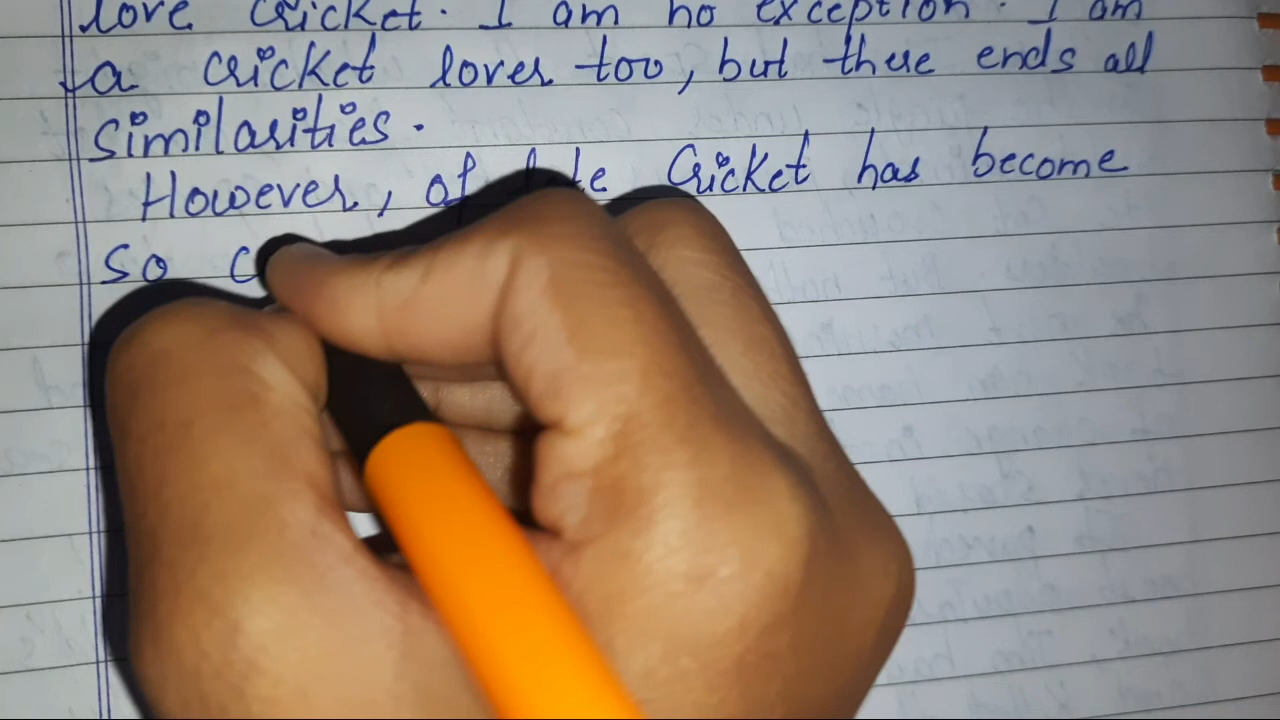 love cricket. I am no exception. I am
a cricket lover too, but there ends all
similarities.
However, of Cricket has become
so